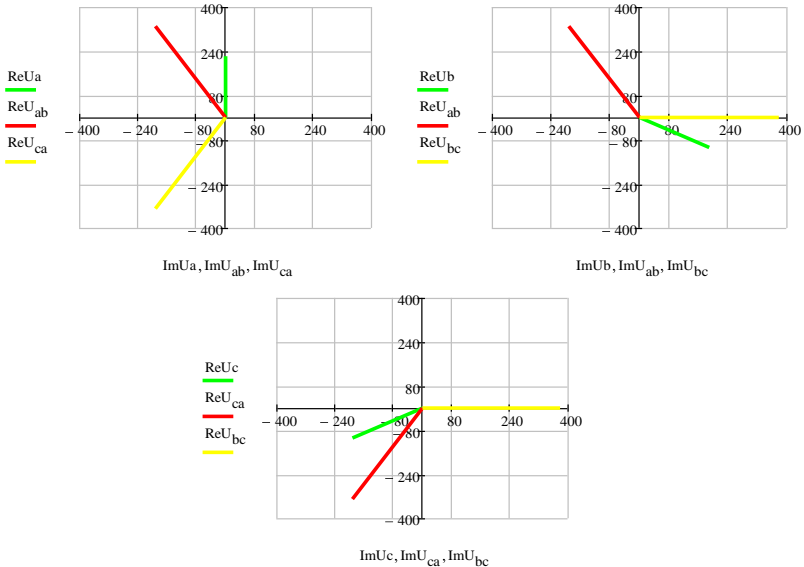 400
240
80
− 400 − 240 − 80 80 240 400
− 80
− 240
− 400
ReUa
ReU_ab
ReU_ca
ImUa, ImU_ab, ImU_ca
400
240
80
− 400 − 240 − 80 80 240 400
− 80
− 240
− 400
ReUb
ReU_ab
ReU_bc
ImUb, ImU_ab, ImU_bc
400
240
80
− 400 − 240 − 80 80 240 400
− 80
− 240
− 400
ReUc
ReU_ca
ReU_bc
ImUc, ImU_ca, ImU_bc